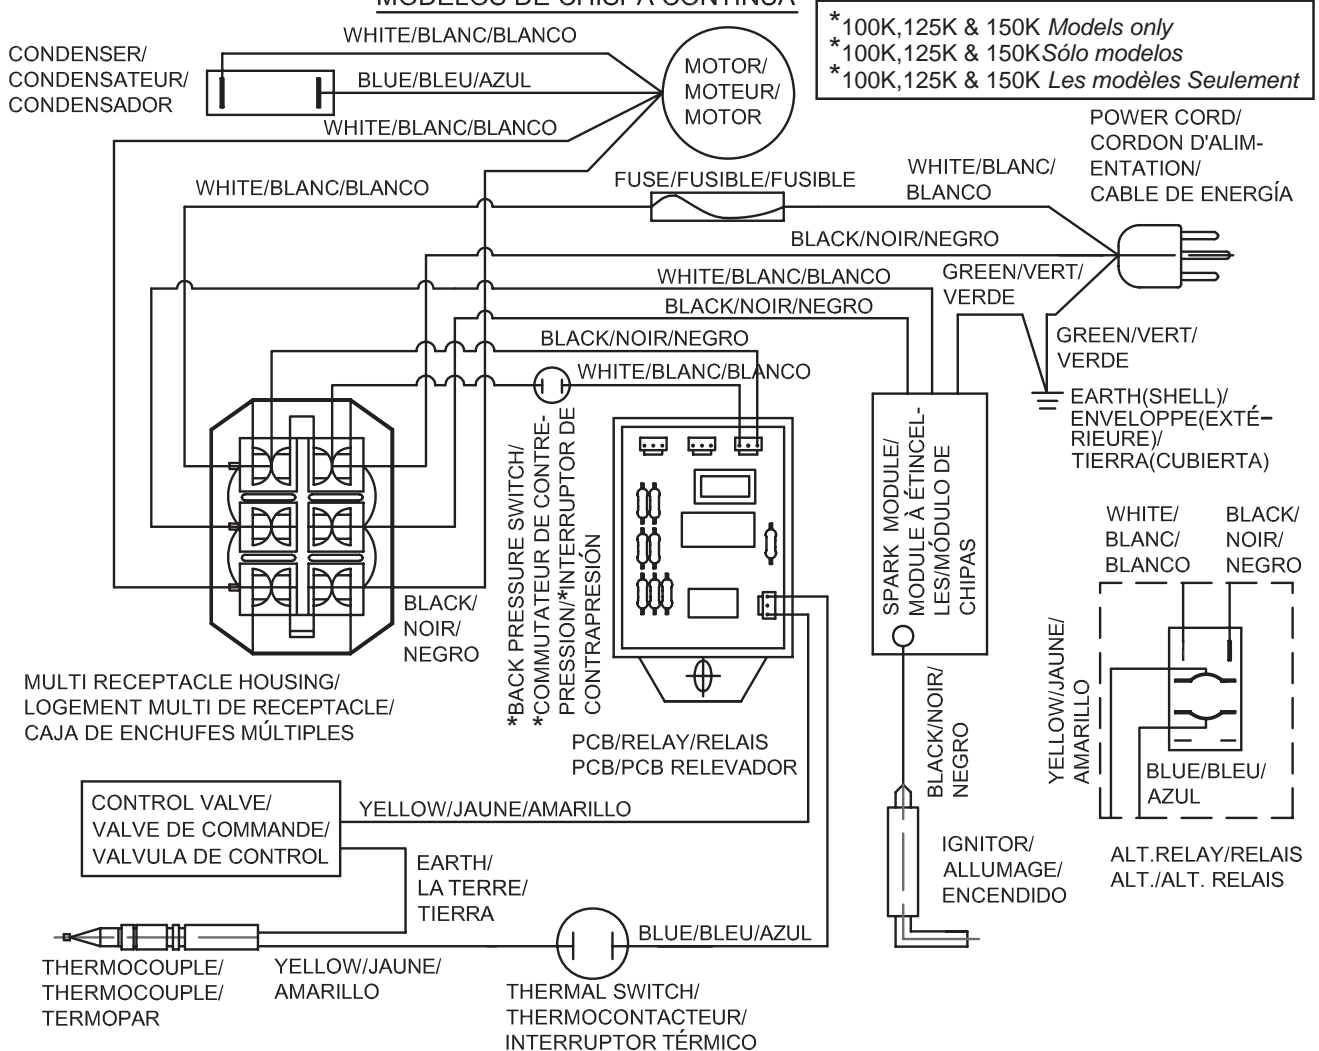 MODELOS DE CHISPA CONTINUA
*100K,125K & 150K Models only
*100K,125K & 150K Sólo modelos
*100K,125K & 150K Les modèles Seulement
CONDENSER/
CONDENSATEUR/
CONDENSADOR
WHITE/BLANC/BLANCO
BLUE/BLEU/AZUL
WHITE/BLANC/BLANCO
MOTOR/
MOTEUR/
MOTOR
POWER CORD/
CORDON D'ALIM-
ENTATION/
CABLE DE ENERGÍA
WHITE/BLANC/BLANCO
FUSE/FUSIBLE/FUSIBLE
WHITE/BLANC/
BLANCO
BLACK/NOIR/NEGRO
WHITE/BLANC/BLANCO
GREEN/VERT/
VERDE
BLACK/NOIR/NEGRO
BLACK/NOIR/NEGRO
GREEN/VERT/
VERDE
WHITE/BLANC/BLANCO
EARTH(SHELL)/
ENVELOPPE(EXTÉ-
RIEURE)/
TIERRA(CUBIERTA)
*BACK PRESSURE SWITCH/
*COMMUTATEUR DE CONTRE-
PRESSION/*INTERRUPTOR DE
CONTRAPRESIÓN
SPARK MODULE/
MODULE À ÉTINCEL-
LES/MÓDULO DE
CHIPAS
WHITE/
BLANC/
BLANCO
BLACK/
NOIR/
NEGRO
BLACK/
NOIR/
NEGRO
MULTI RECEPTACLE HOUSING/
LOGEMENT MULTI DE RECEPTACLE/
CAJA DE ENCHUFES MÚLTIPLES
PCB/RELAY/RELAIS
PCB/PCB RELEVADOR
BLACK/NOIR/
NEGRO
YELLOW/JAUNE/
AMARILLO
BLUE/BLEU/
AZUL
CONTROL VALVE/
VALVE DE COMMANDE/
VALVULA DE CONTROL
YELLOW/JAUNE/AMARILLO
EARTH/
LA TERRE/
TIERRA
IGNITOR/
ALLUMAGE/
ENCENDIDO
ALT.RELAY/RELAIS
ALT./ALT. RELAIS
BLUE/BLEU/AZUL
THERMOCOUPLE/
THERMOCOUPLE/
TERMOPAR
YELLOW/JAUNE/
AMARILLO
THERMAL SWITCH/
THERMOCONTACTEUR/
INTERRUPTOR TÉRMICO